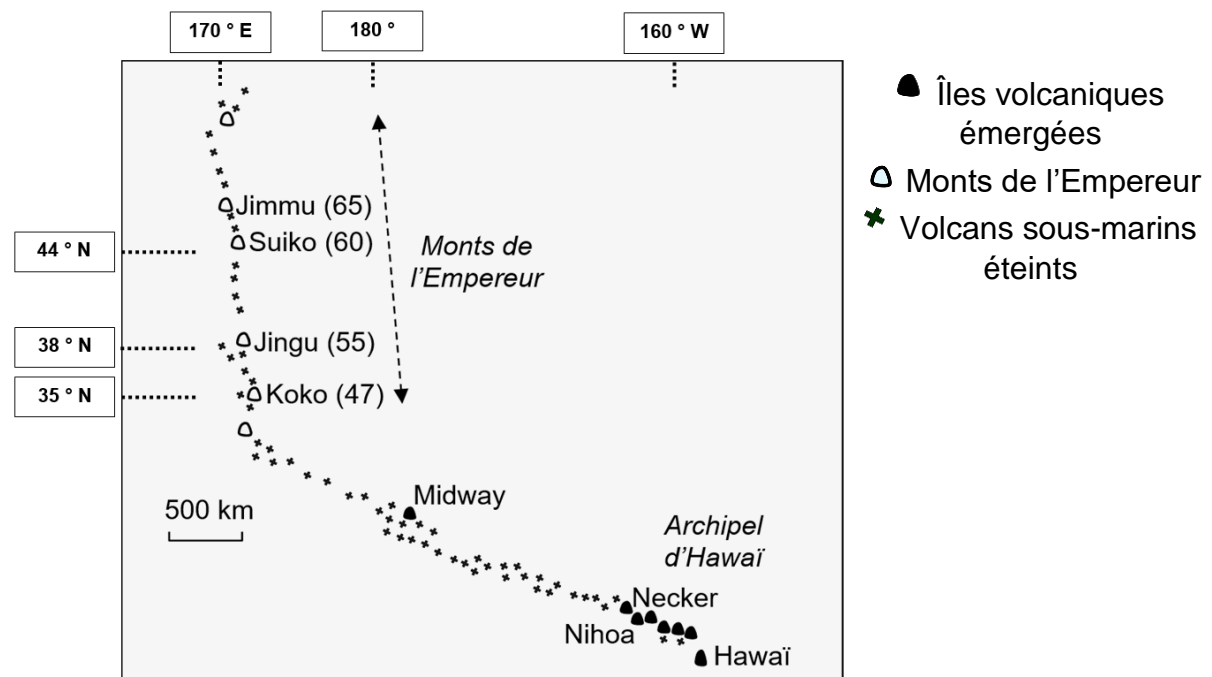 170 ° E
180 °
160 ° W
Îles volcaniques
émergées
Monts de l’Empereur
Volcans sous-marins
éteints
Jimmu (65)
44 ° N
Suiko (60)
Monts de
l’Empereur
38 ° N
Jingu (55)
35 ° N
Koko (47)
500 km
Midway
Archipel
d’Hawaï
Necker
Nihoa
Hawaï